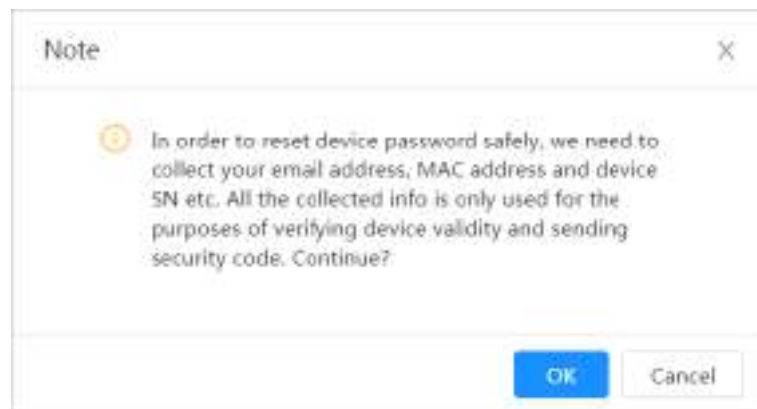 Note
In order to reset device password safely, we need to
collect your email address, MAC address and device
SN etc. All the collected info is only used for the
purposes of verifying device validity and sending
security code. Continue?
OK
Cancel